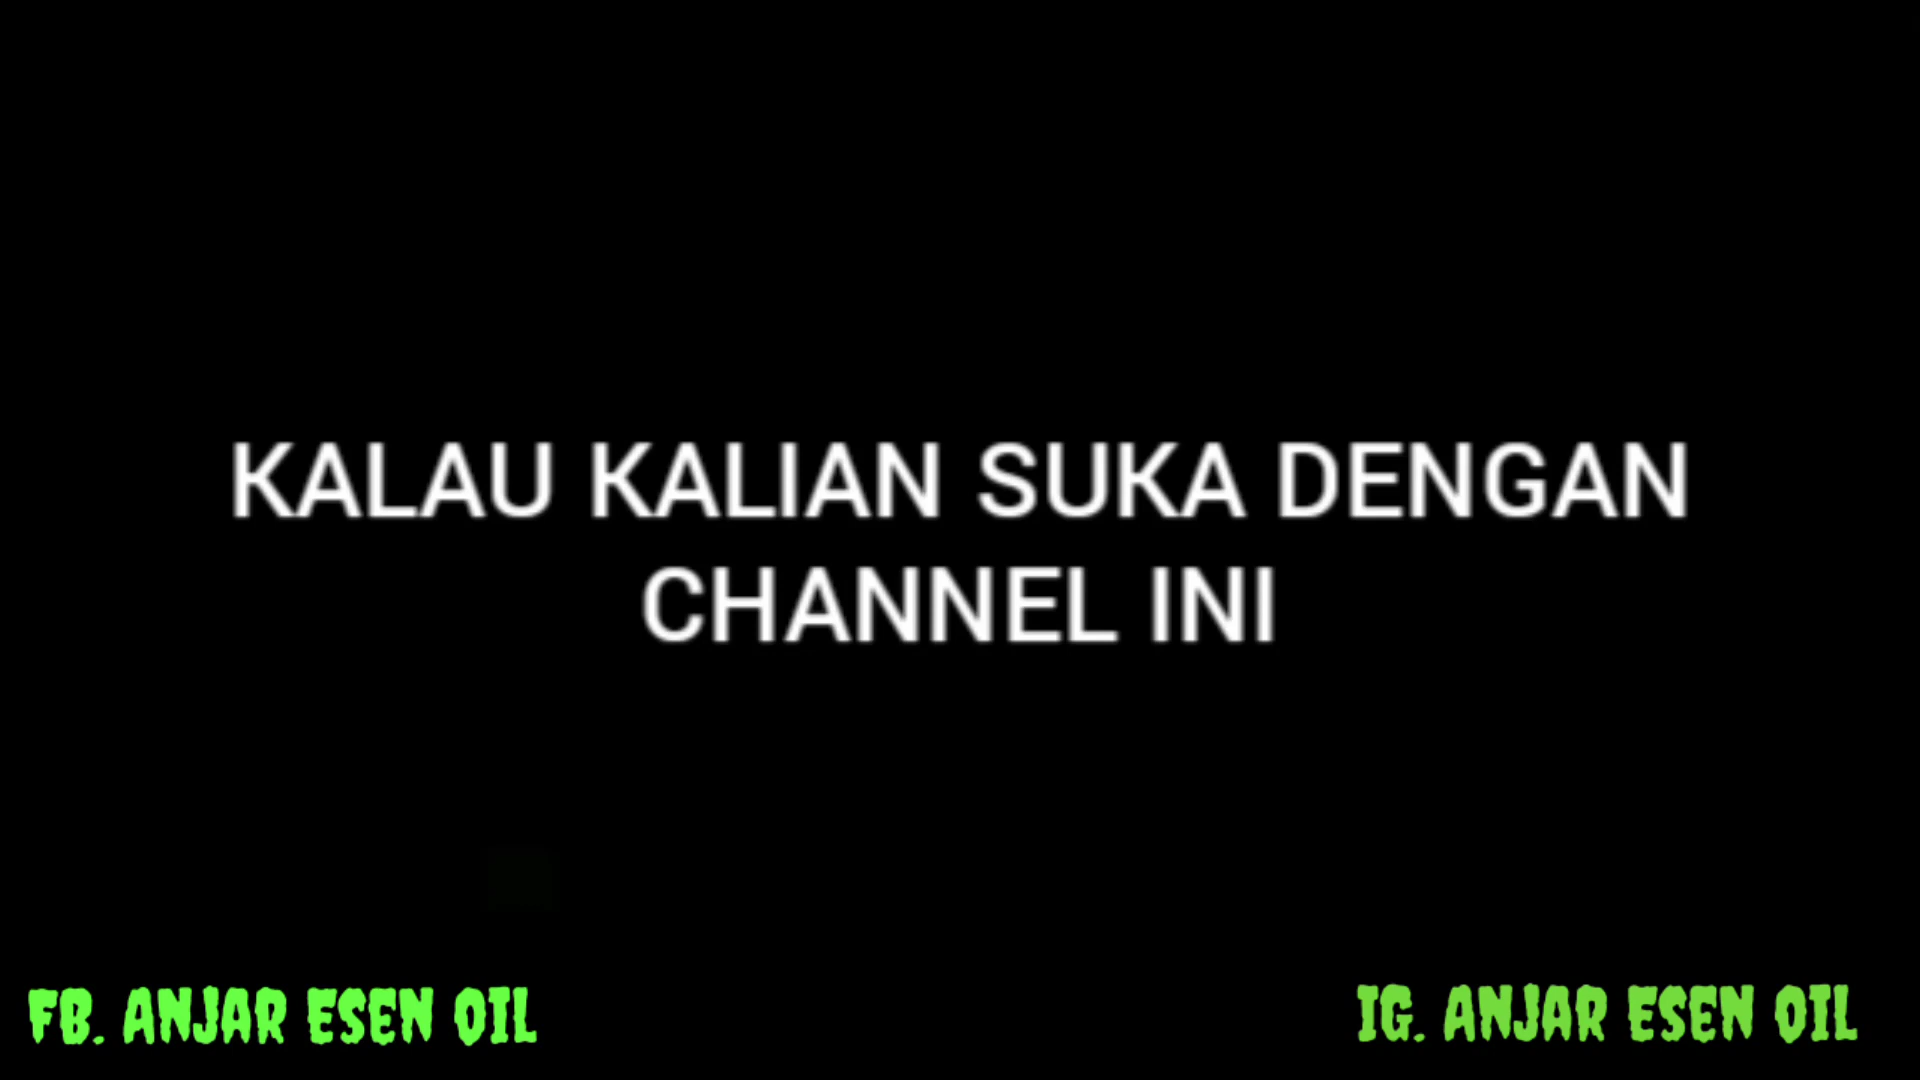 KALAU KALIAN SUKA DENGAN
CHANNEL INI
FB. ANJAR ESEN OIL
IG. ANJAR ESEN OIL